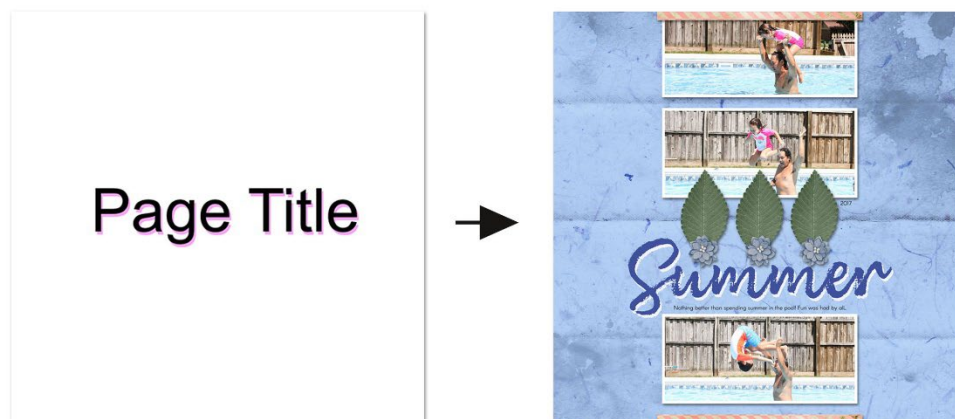 Page Title
2017
Summer
Nothing better than spending summer in the pool! Fun was had by all..